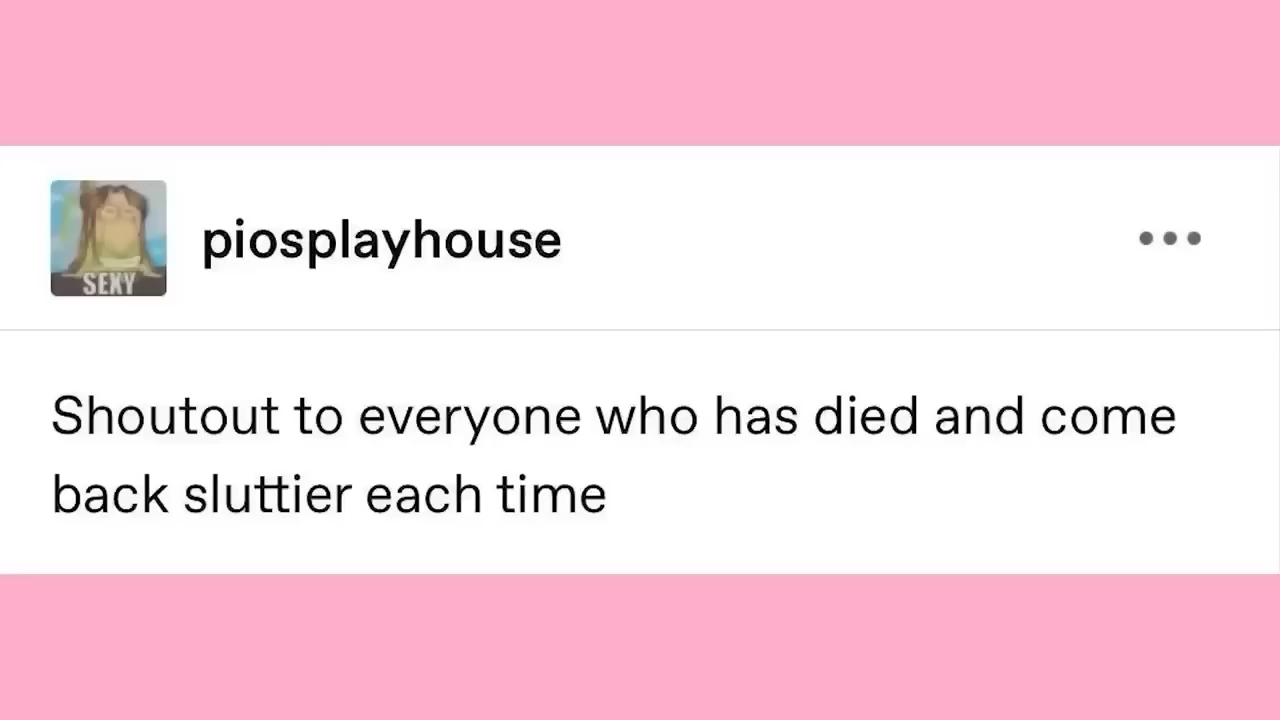 SEXY
piosplayhouse
Shoutout to everyone who has died and come
back sluttier each time